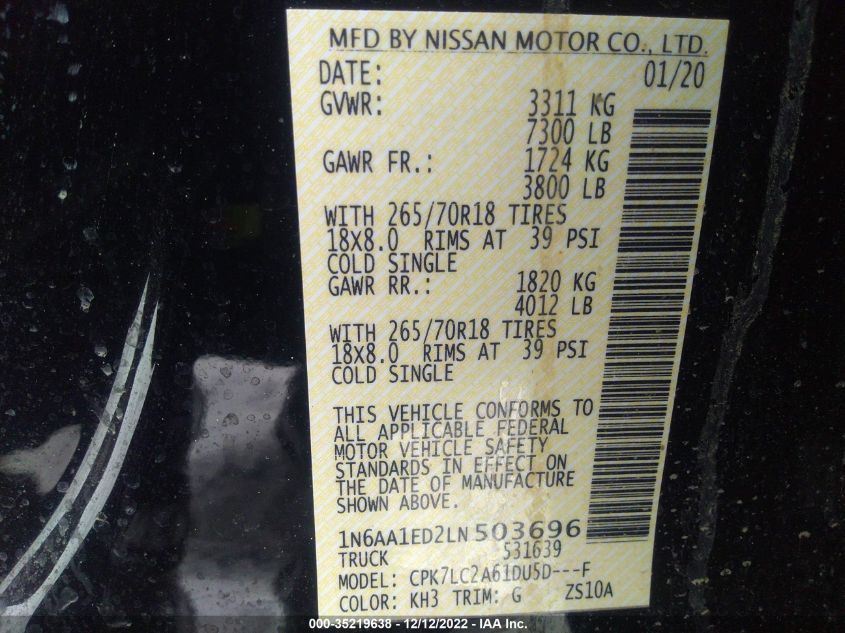 MFD BY NISSAN MOTOR CO., LTD.
DATE: 01/20
GVWR: 3311 KG
7300 LB
GAWR FR.: 1724 KG
3800 LB
WITH 265/70R18 TIRES
18X8.0 RIMS AT 39 PSI
COLD SINGLE
GAWR RR.: 1820 KG
4012 LB
WITH 265/70R18 TIRES
18X8.0 RIMS AT 39 PSI
COLD SINGLE
THIS VEHICLE CONFORMS TO
ALL APPLICABLE FEDERAL
MOTOR VEHICLE SAFETY
STANDARDS IN EFFECT ON
THE DATE OF MANUFACTURE
SHOWN ABOVE.
1N6AA1ED2LN503696
TRUCK 531639
MODEL: CPK7LC2A61DU5D---F
COLOR: KH3 TRIM: G ZS10A
000-35219638 - 12/12/2022 - IAA Inc.